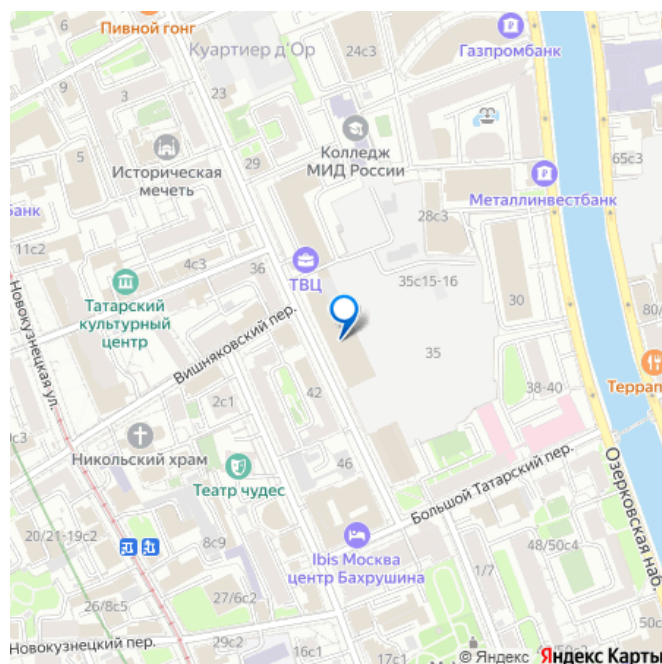 Пивной гонг
Куартиер д'Ор
24с3
Газпромбанк
9
3
23
5
Историческая
мечеть
29
Колледж
МИД России
65с3
Металлинвестбанк
банк
11с2
28с3
4с3
36
ТВЦ
35с15-16
30
80/
Татарский
культурный
центр
Новокузнецкая ул.
Вишняковский пер.
35
Террап
42
38-40
2с1
с3
Никольский храм
46
Театр чудес
Большой Татарский пер.
Озерковская наб.
20/21-19с2
8с9
Ibis Москва
центр Бахрушина
48/50с4
1/7
26/8с5
27/6с2
50с
Новокузнецкий пер.
29с2
16с1
50с
© Яндекс Яндекс Карты